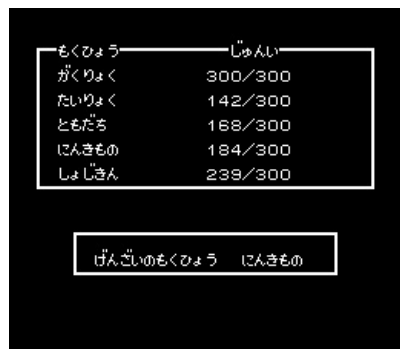 もくひょう じゅんい
がくりょく 300/300
たいりょく 142/300
ともだち 168/300
にんきもの 184/300
しょじきん 239/300
げんざいのもくひょう にんきもの